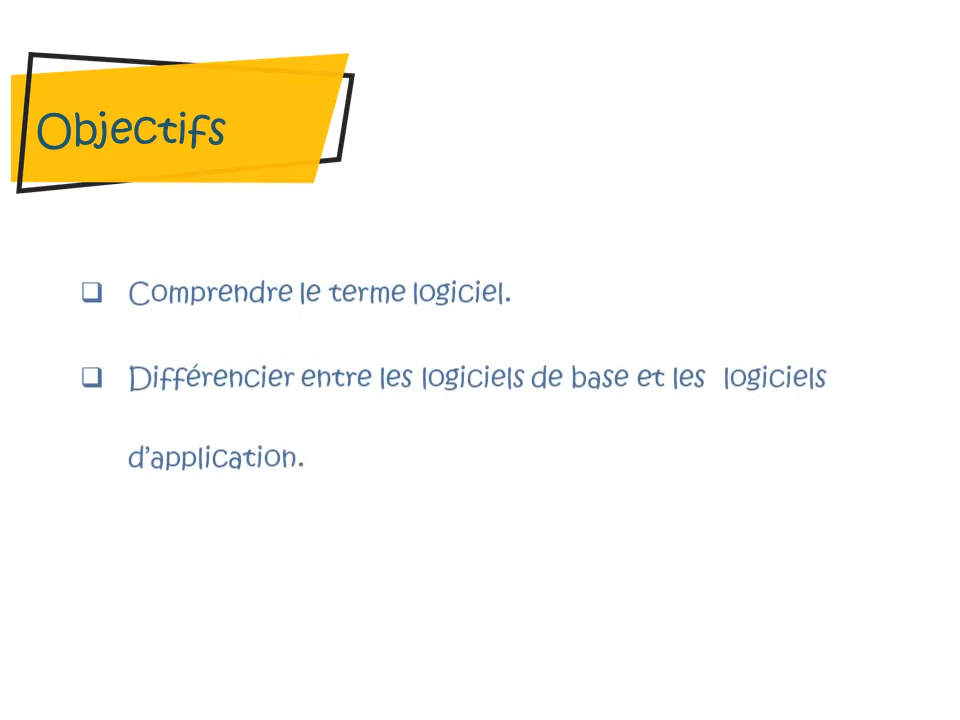 Objectifs
❑ Comprendre le terme logiciel.
❑ Différencier entre les logiciels de base et les logiciels
d’application.